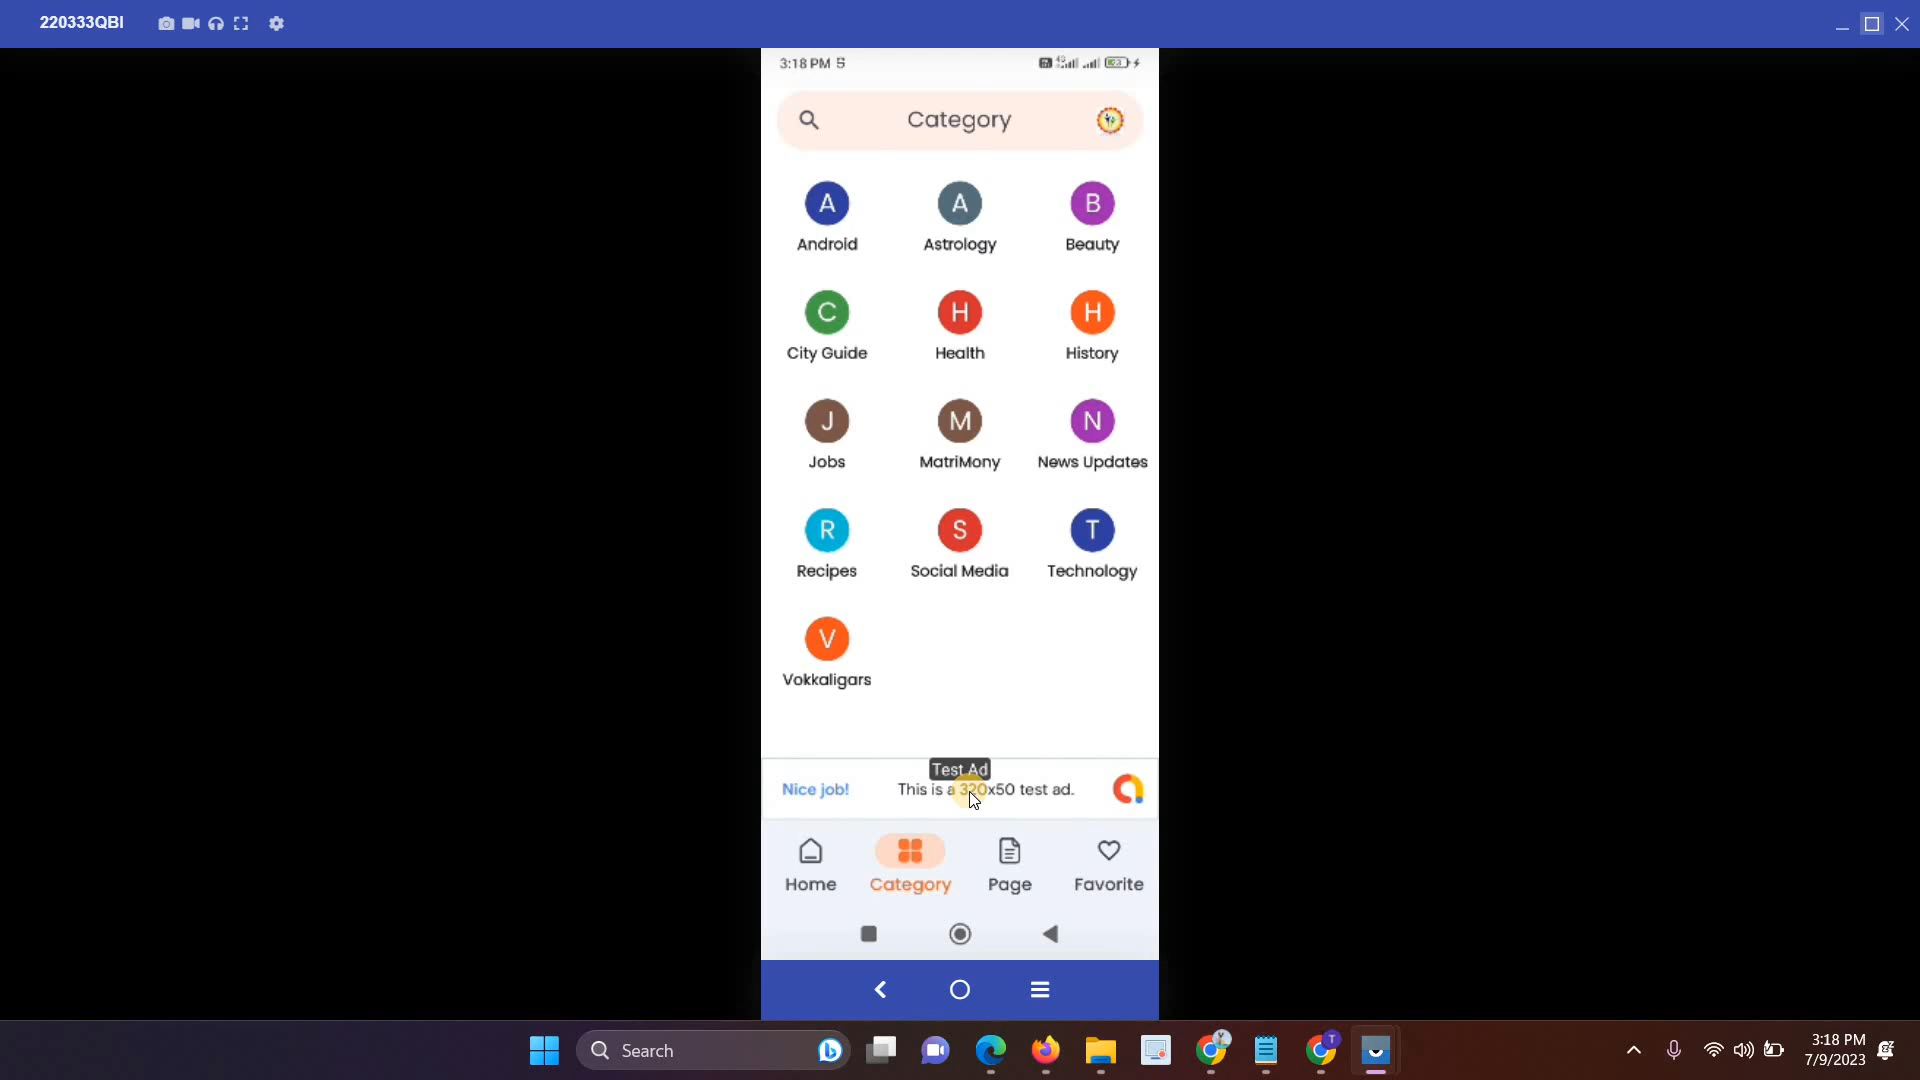 220333QBI
3:18 PM
Category
A A B
Android Astrology Beauty
C H H
City Guide Health History
J M N
Jobs MatriMony News Updates
R S T
Recipes Social Media Technology
V
Vokkaligars
Test Ad
Nice job! This is a 320x50 test ad.
Home Category Page Favorite
Search
T
3:18 PM
7/9/2023